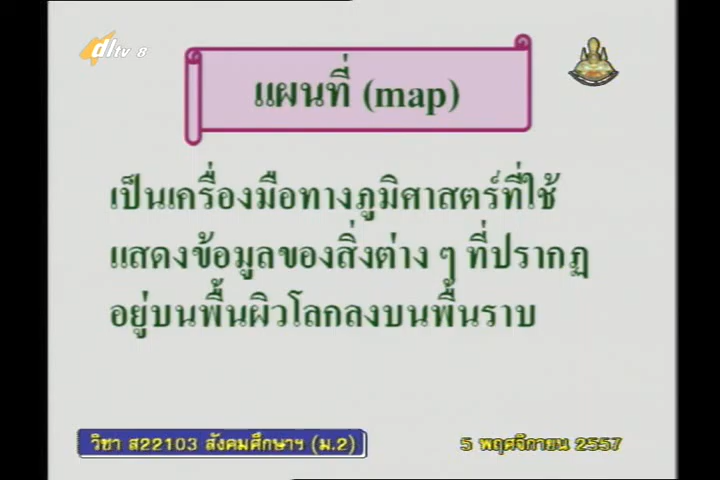 dltv 8
แผนที่ (map)
เป็นเครื่องมือทางภูมิศาสตร์ที่ใช้
แสดงข้อมูลของสิ่งต่าง ๆ ที่ปรากฏ
อยู่บนพื้นผิวโลกลงบนพื้นราบ
วิชา ส22103 สังคมศึกษาฯ (ม.2)
5 พฤศจิกายน 2557